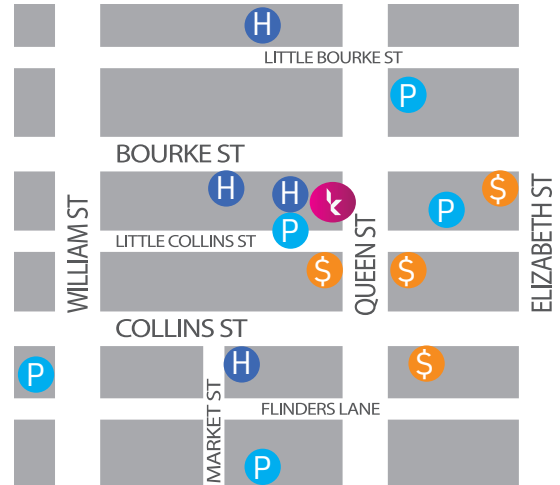 H
LITTLE BOURKE ST
P
BOURKE ST
H
H
k
$
P
P
LITTLE COLLINS ST
WILLIAM ST
QUEEN ST
ELIZABETH ST
$
$
COLLINS ST
P
H
$
MARKET ST
FLINDERS LANE
P